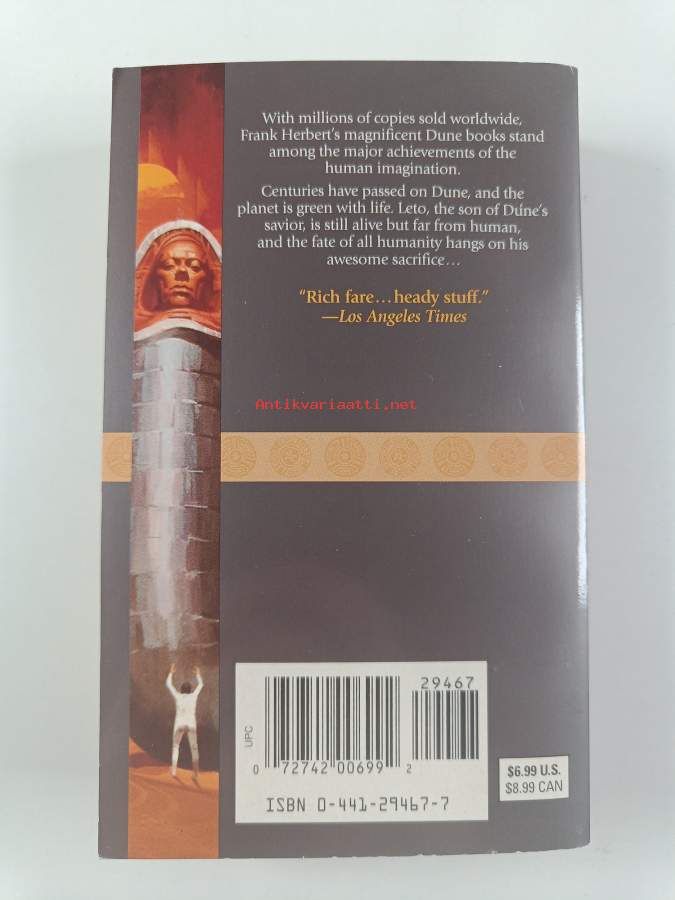 With millions of copies sold worldwide,
Frank Herbert's magnificent Dune books stand
among the major achievements of the
human imagination.
Centuries have passed on Dune, and the
planet is green with life. Leto, the son of Dune's
savior, is still alive but far from human,
and the fate of all humanity hangs on his
awesome sacrifice...
"Rich fare...heady stuff."
—Los Angeles Times
Antikvariaatti.net
29467
UPC
0 72742 00699 2
ISBN 0-441-29467-7
$6.99 U.S.
$8.99 CAN